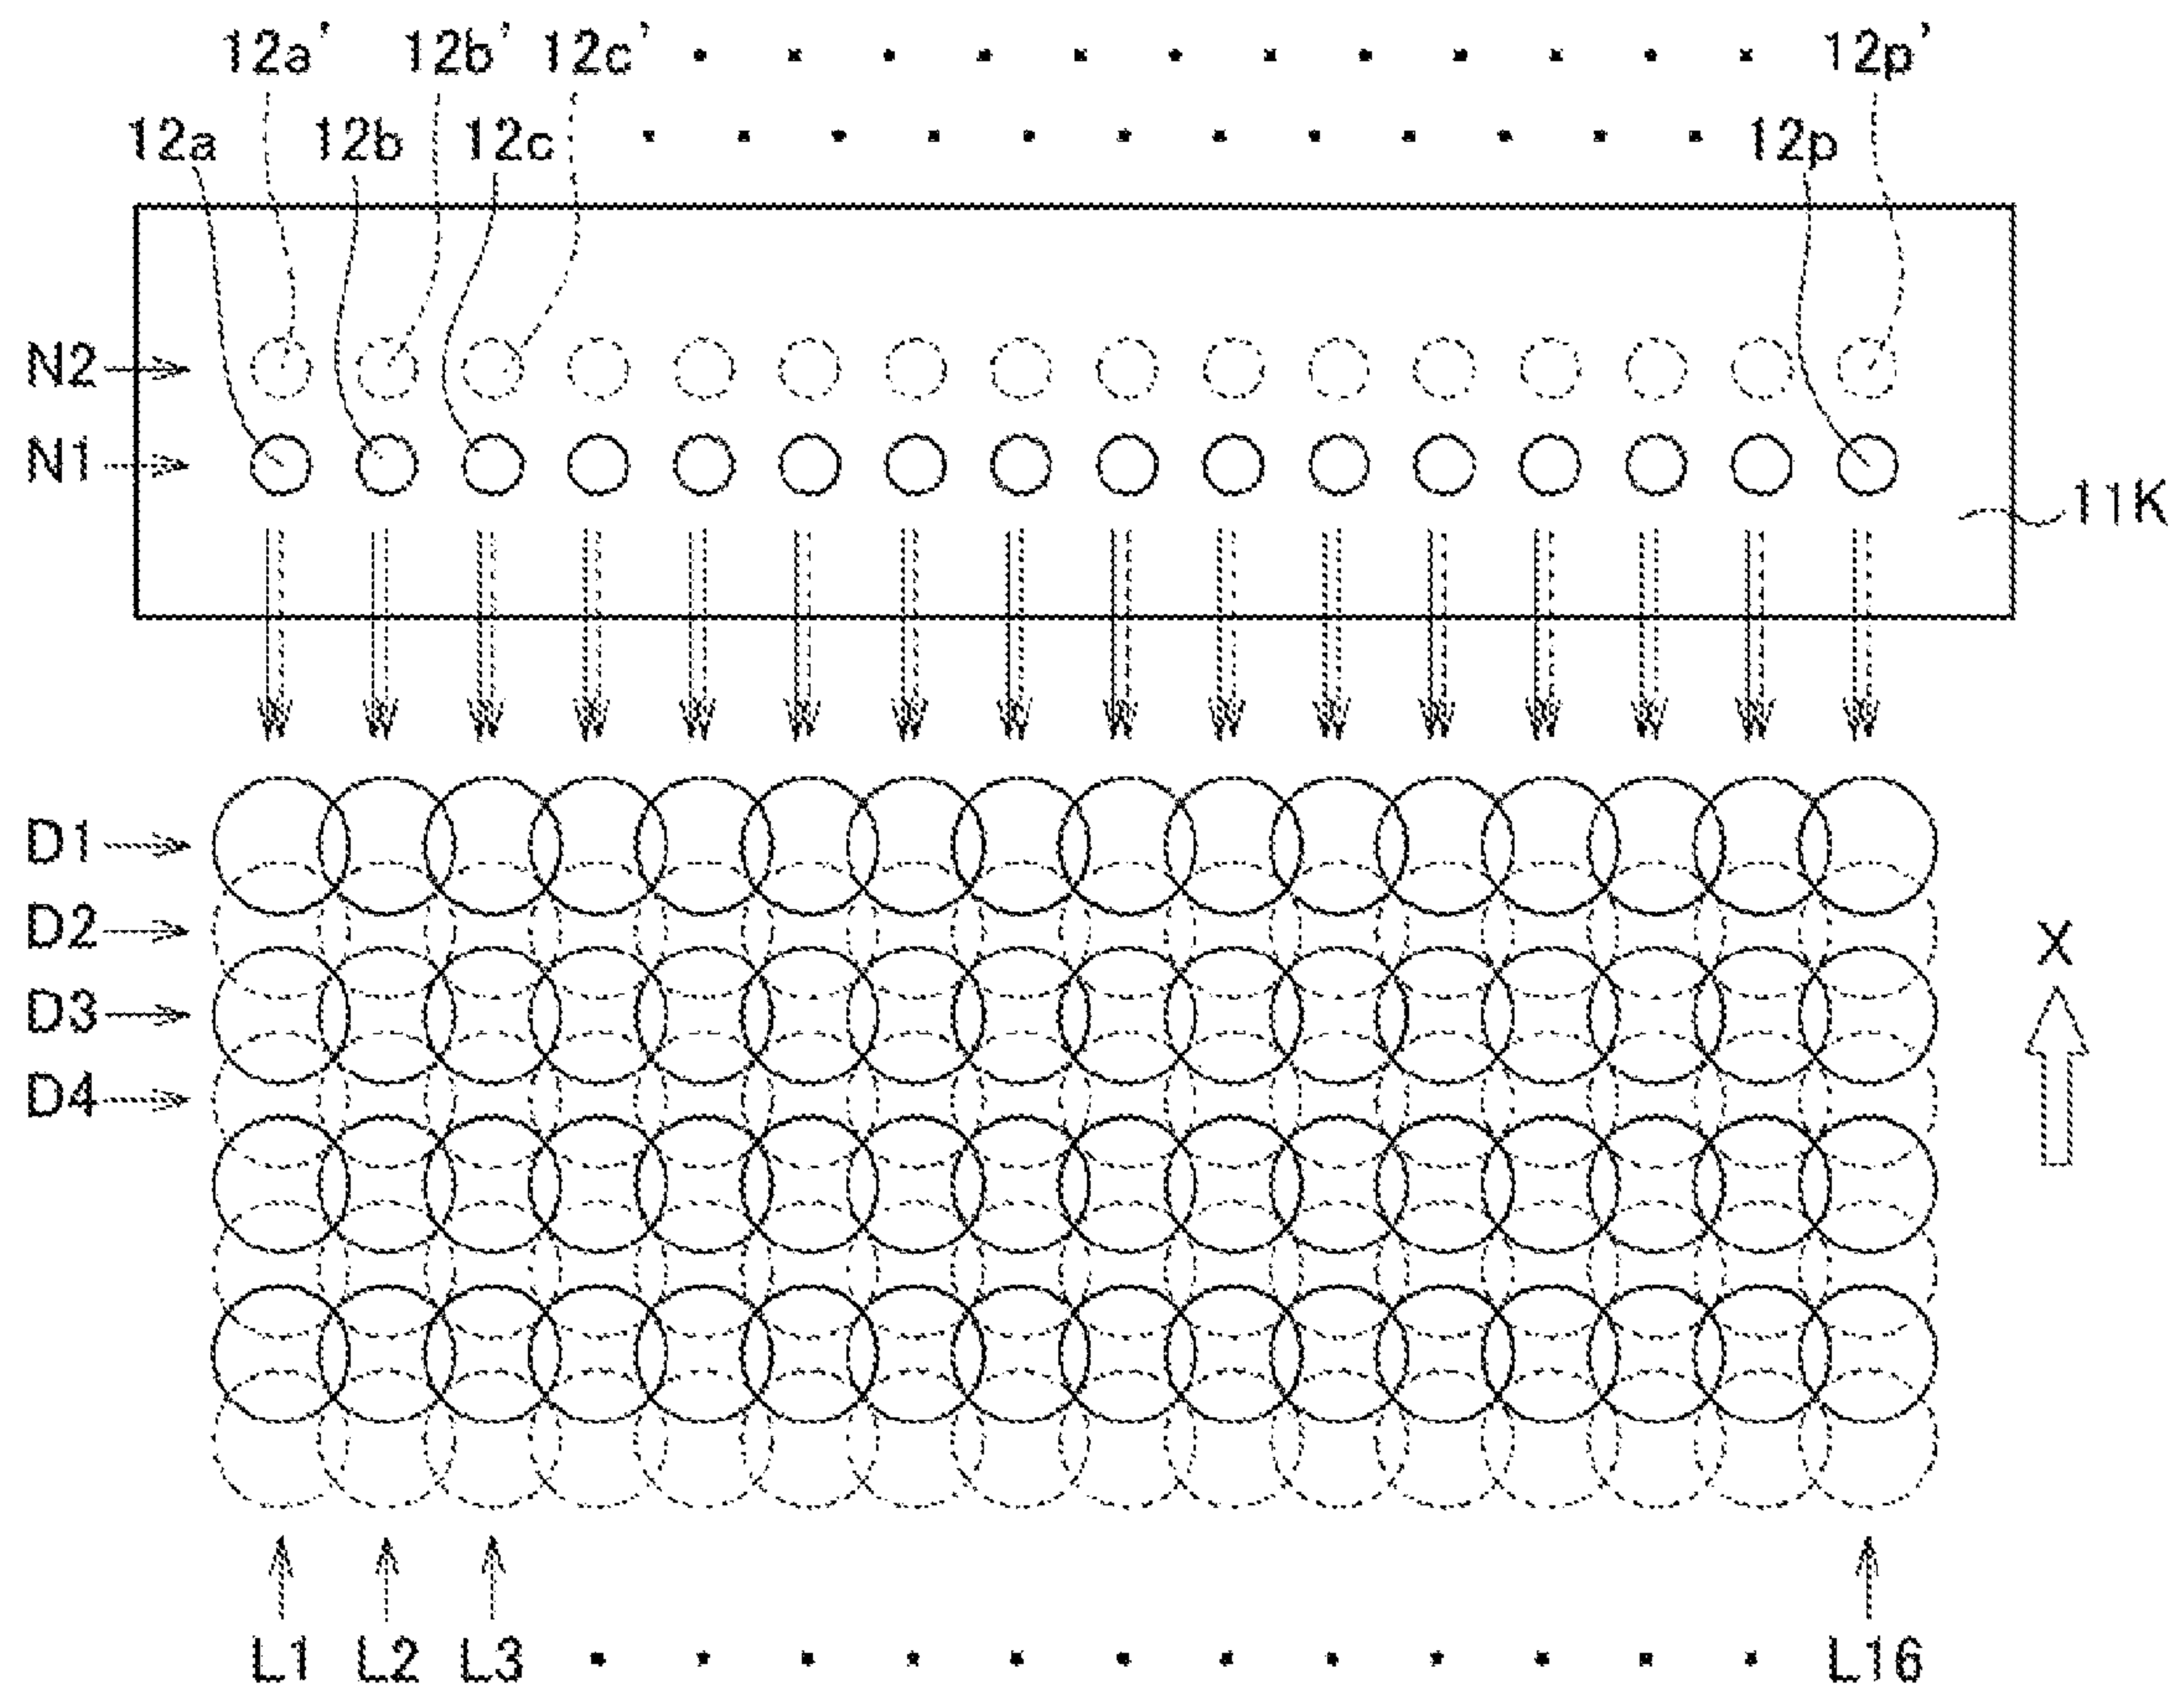 12a' 12b' 12c' · · · · · · · · · · · · 12p'
12a 12b 12c · · · · · · · · · · · · 12p
N2
N1
11K
D1
D2
X
D3
D4
L1 L2 L3 · · · · · · · · · · · · L16